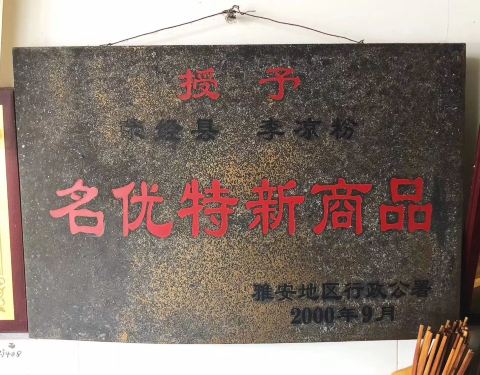 授予
荥经县 李凉粉
名优特新商品
雅安地区行政公署
2000年9月